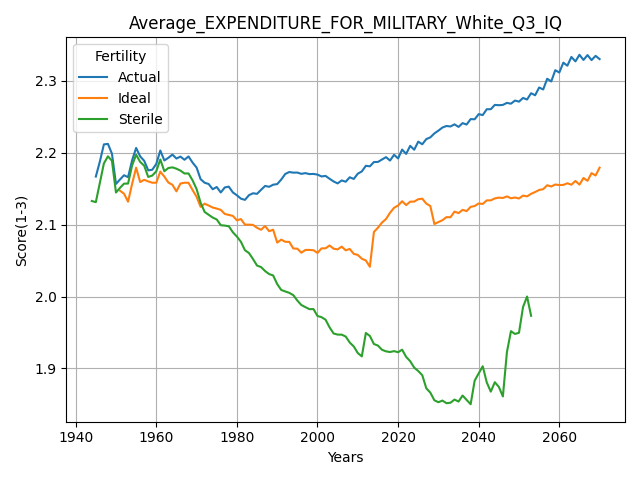 Average_EXPENDITURE_FOR_MILITARY_White_Q3_IQ
Fertility
Actual
Ideal
Sterile
Score(1-3)
2.3
2.2
2.1
2.0
1.9
1940 1960 1980 2000 2020 2040 2060
Years